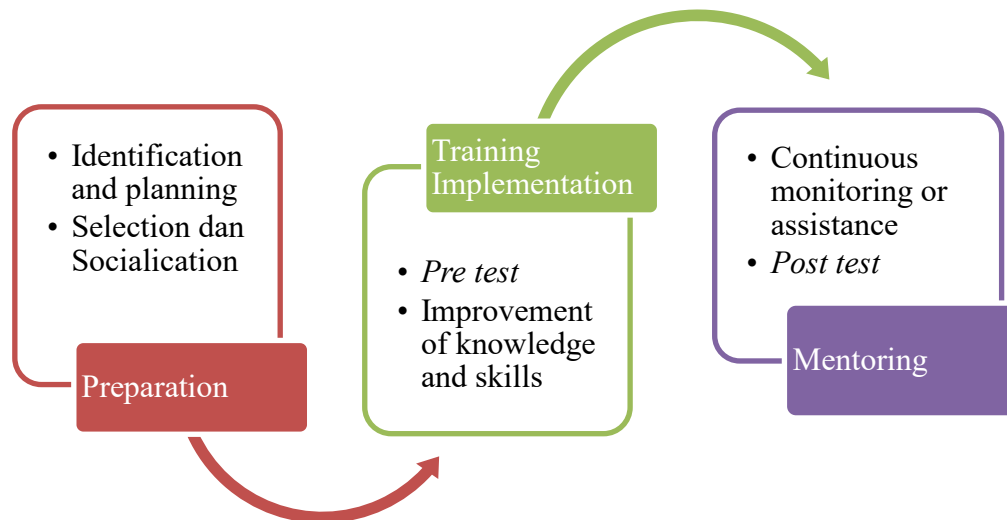 • Identification
and planning
• Selection dan
Socialication
Preparation
Training
Implementation
• Pre test
• Improvement
of knowledge
and skills
• Continuous
monitoring or
assistance
• Post test
Mentoring